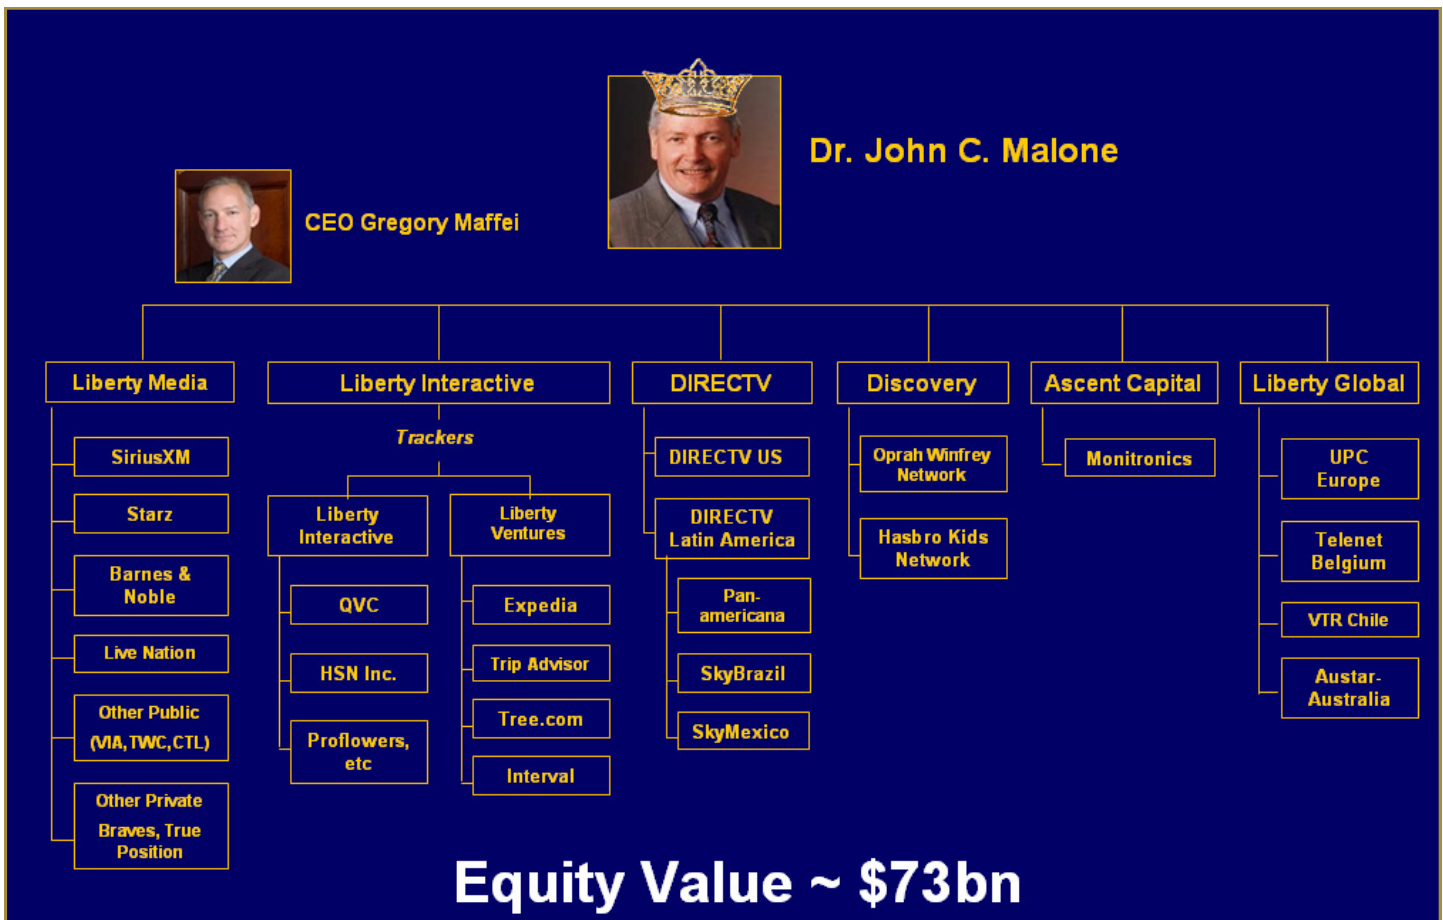 Dr. John C. Malone
CEO Gregory Maffei
Liberty Media
SiriusXM
Starz
Barnes &
Noble
Live Nation
Other Public
(VIA,TWC,CTL)
Other Private
Braves, True
Position
Liberty Interactive
Trackers
Liberty
Interactive
QVC
HSN Inc.
Proflowers,
etc
Liberty
Ventures
Expedia
Trip Advisor
Tree.com
Interval
DIRECTV
DIRECTV US
DIRECTV
Latin America
Pan-
americana
SkyBrazil
SkyMexico
Discovery
Oprah Winfrey
Network
Hasbro Kids
Network
Ascent Capital
Monitronics
Liberty Global
UPC
Europe
Telenet
Belgium
VTR Chile
Austar-
Australia
Equity Value ~ $73bn